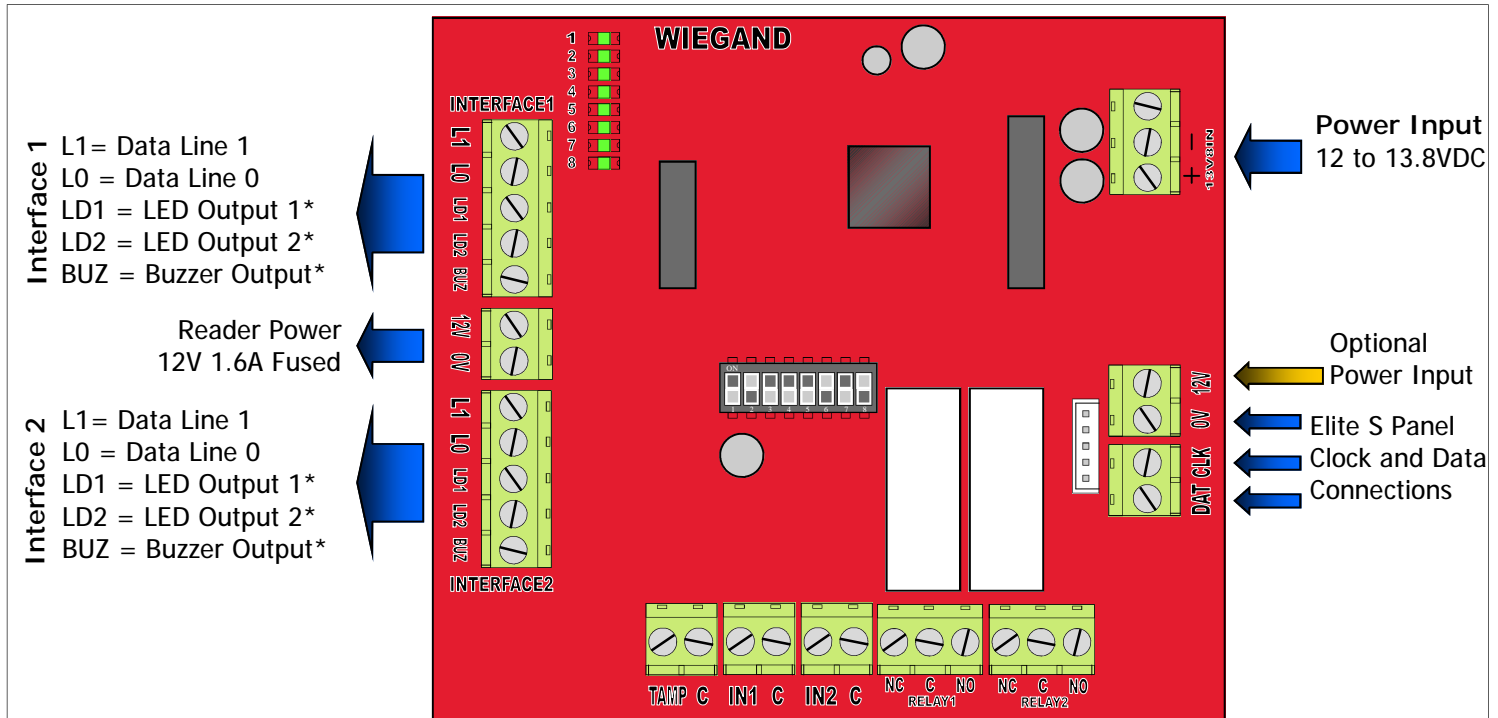 WIEGAND
1
2
3
4
5
6
7
8
INTERFACE1
L1
L0
LD1
LD2
BUZ
12V
0V
L1
L0
LD1
LD2
BUZ
INTERFACE2
Interface 1
L1= Data Line 1
L0 = Data Line 0
LD1 = LED Output 1*
LD2 = LED Output 2*
BUZ = Buzzer Output*
Reader Power
12V 1.6A Fused
Interface 2
L1= Data Line 1
L0 = Data Line 0
LD1 = LED Output 1*
LD2 = LED Output 2*
BUZ = Buzzer Output*
ON
1 2 3 4 5 6 7 8
+ -
13V8IN
Power Input
12 to 13.8VDC
0V 12V
DAT CLK
Optional
Power Input
Elite S Panel
Clock and Data
Connections
TAMP C IN1 C IN2 C
NC C NO
RELAY1
NC C NO
RELAY2